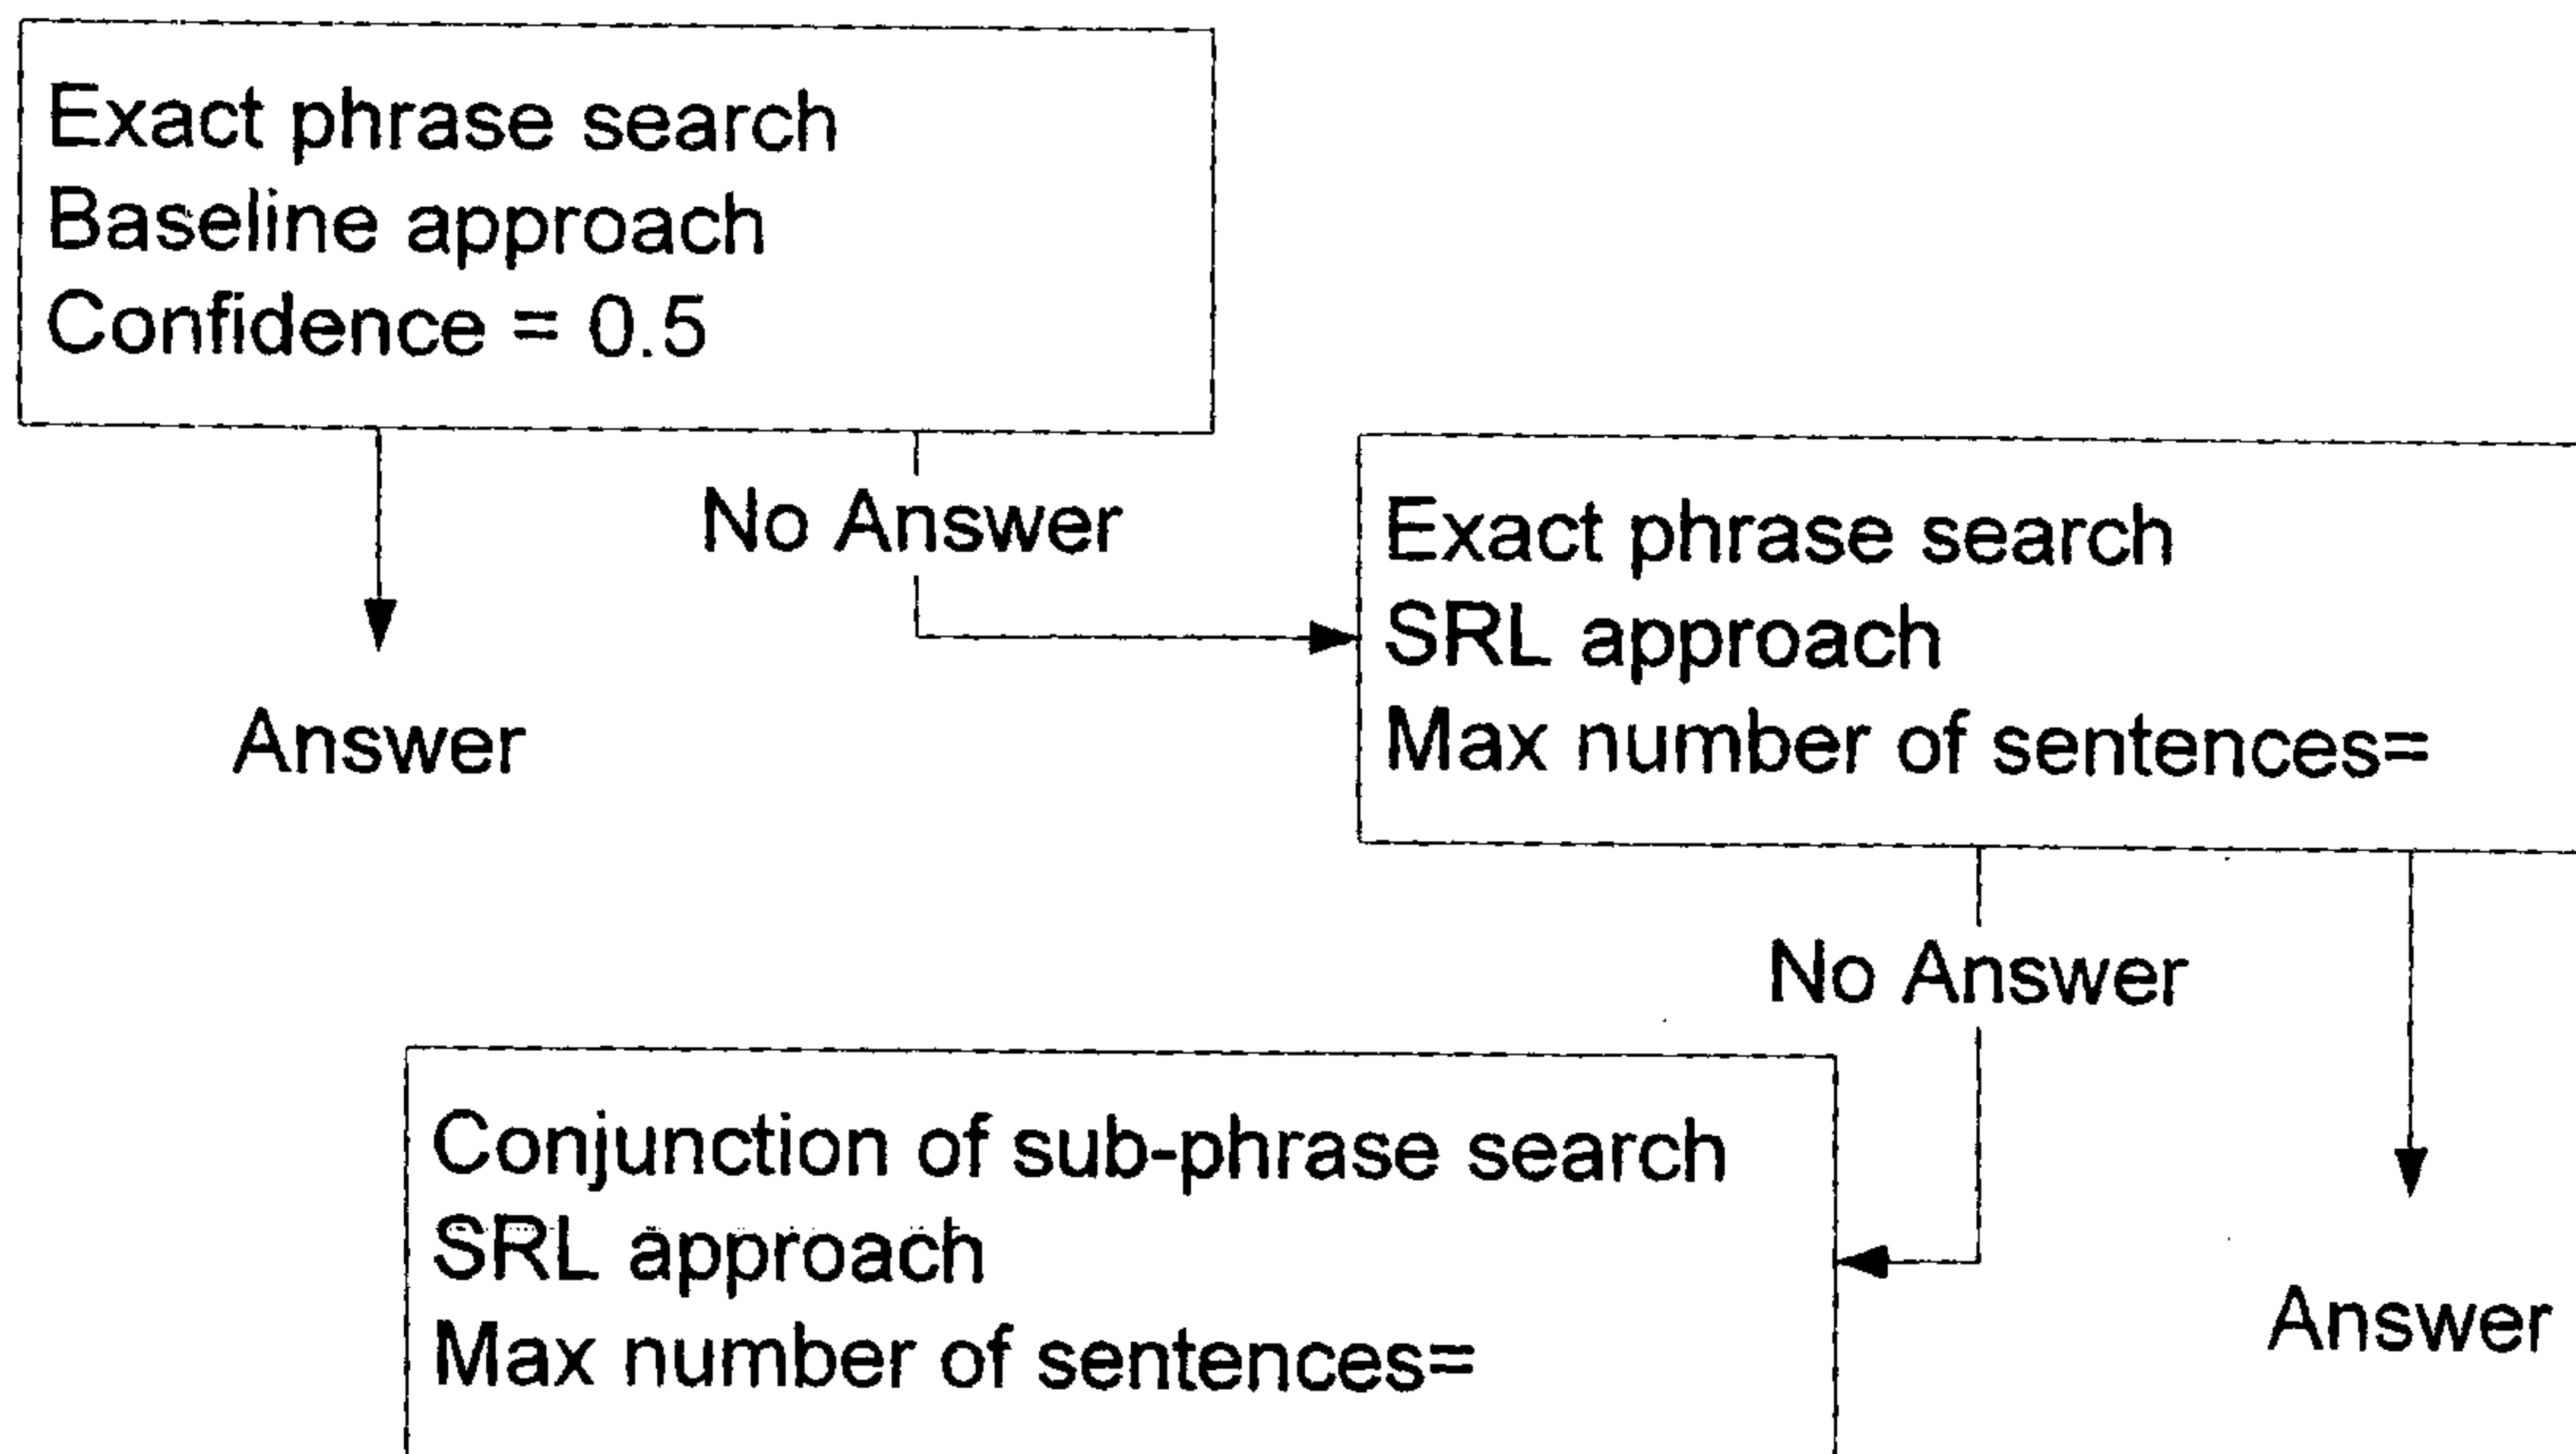 Exact phrase search
Baseline approach
Confidence = 0.5
No Answer
Answer
Exact phrase search
SRL approach
Max number of sentences=
No Answer
Answer
Conjunction of sub-phrase search
SRL approach
Max number of sentences=